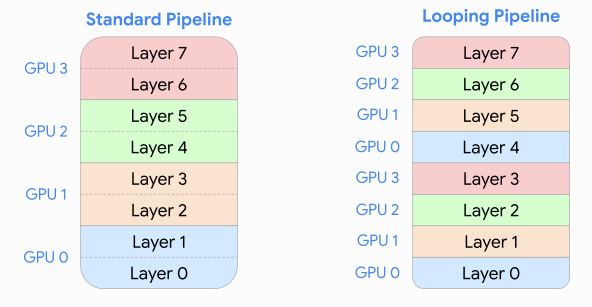 Standard Pipeline
GPU 3
Layer 7
Layer 6
GPU 2
Layer 5
Layer 4
GPU 1
Layer 3
Layer 2
GPU 0
Layer 1
Layer 0
Looping Pipeline
GPU 3 Layer 7
GPU 2 Layer 6
GPU 1 Layer 5
GPU 0 Layer 4
GPU 3 Layer 3
GPU 2 Layer 2
GPU 1 Layer 1
GPU 0 Layer 0